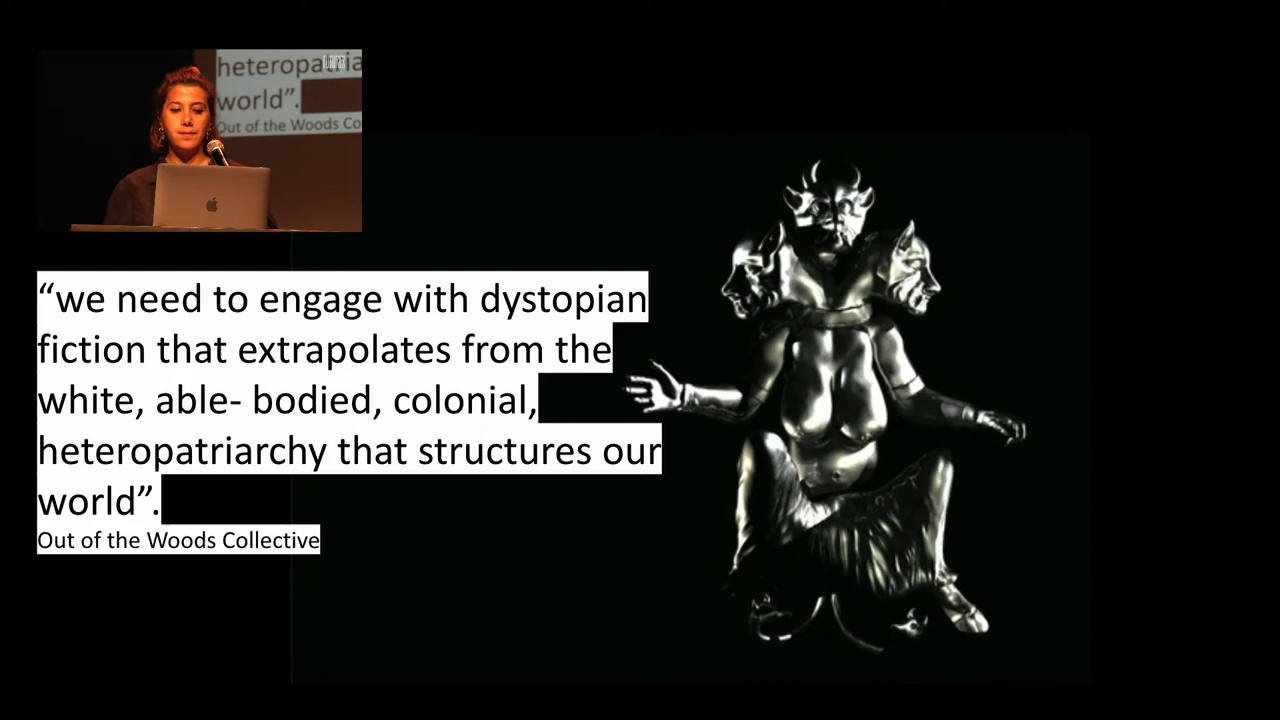 heteropatria
world”.
Out of the Woods Co
“we need to engage with dystopian
fiction that extrapolates from the
white, able- bodied, colonial,
heteropatriarchy that structures our
world”.
Out of the Woods Collective